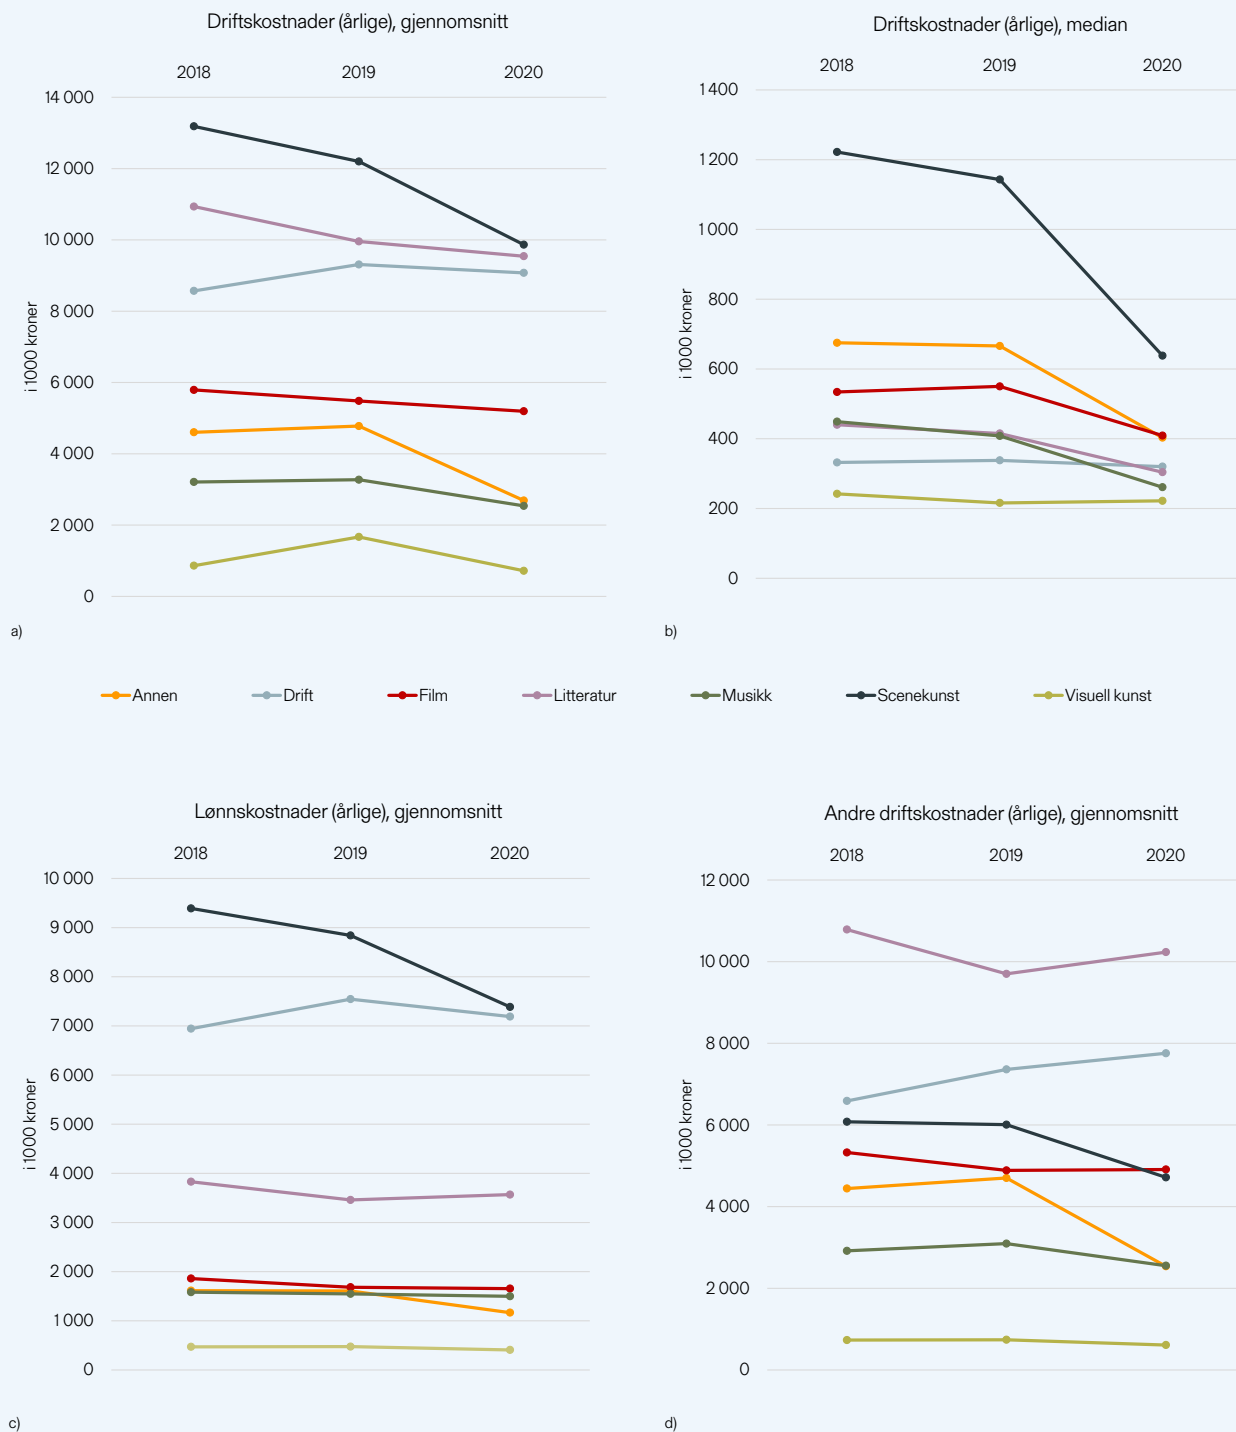 Driftskostnader (årlige), gjennomsnitt
2018 2019 2020
14 000
12 000
10 000
8 000
6 000
4 000
2 000
0
i 1000 kroner
a)
Driftskostnader (årlige), median
2018 2019 2020
1 400
1 200
1 000
800
600
400
200
0
i 1000 kroner
b)
Annen Drift Film Litteratur Musikk Scenekunst Visuell kunst
Lønnskostnader (årlige), gjennomsnitt
2018 2019 2020
10 000
9 000
8 000
7 000
6 000
5 000
4 000
3 000
2 000
1 000
0
i 1000 kroner
c)
Andre driftskostnader (årlige), gjennomsnitt
2018 2019 2020
12 000
10 000
8 000
6 000
4 000
2 000
0
i 1000 kroner
d)